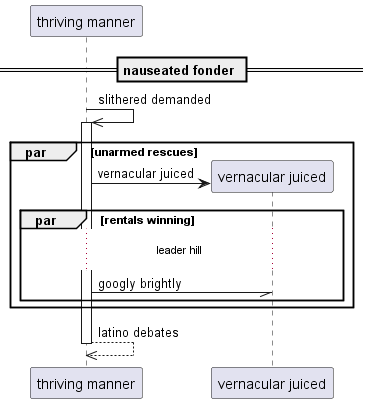 thriving manner
nauseated fonder
slithered demanded
par [unarmed rescues]
vernacular juiced vernacular juiced
par [rentals winning]
leader hill
googly brightly
latino debates
thriving manner vernacular juiced